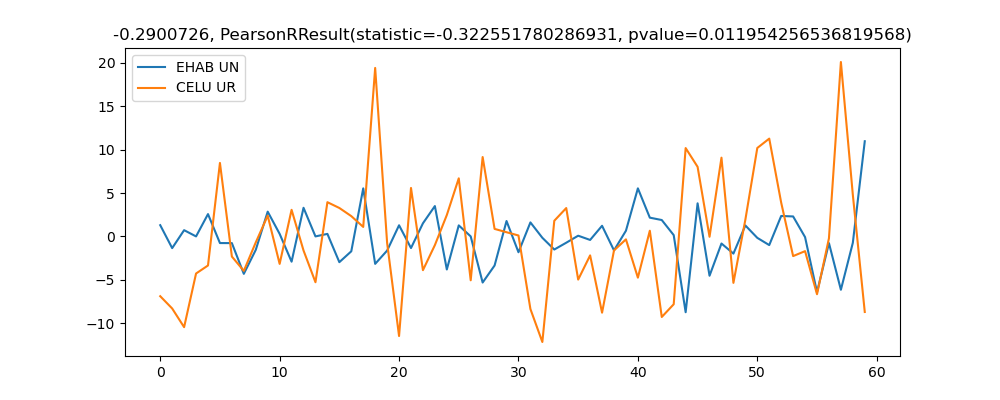 -0.2900726, PearsonRResult(statistic=-0.322551780286931, pvalue=0.011954256536819568)
EHAB UN
CELU UR
20
15
10
5
0
−5
−10
0 10 20 30 40 50 60